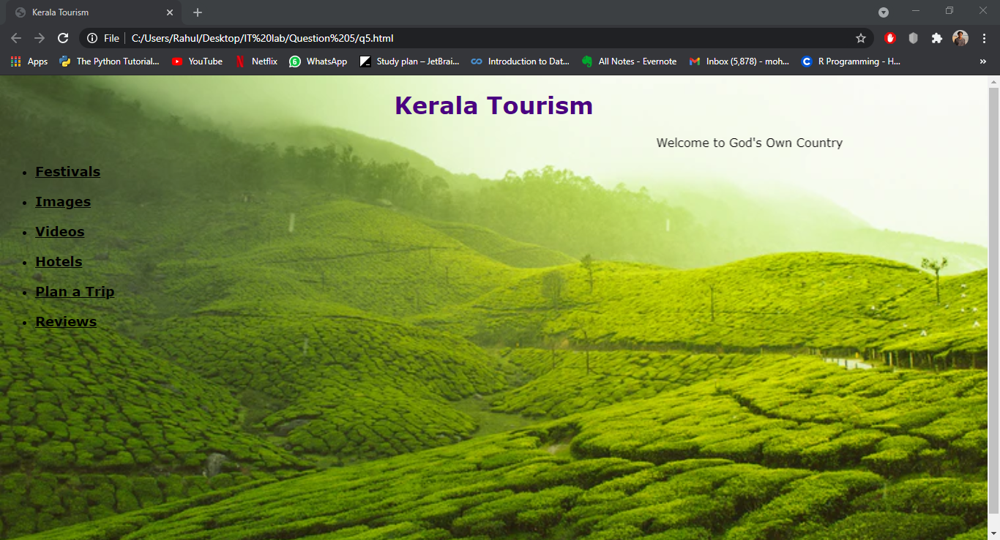 Kerala Tourism
File
C:/Users/Rahul/Desktop/IT%20lab/Question%205/q5.html
Apps
The Python Tutorial...
YouTube
Netflix
6
WhatsApp
Study plan – JetBrai...
Introduction to Dat...
All Notes - Evernote
Inbox (5,878) - moh...
R Programming - H...
»
Kerala Tourism
Welcome to God's Own Country
• Festivals
• Images
• Videos
• Hotels
• Plan a Trip
• Reviews